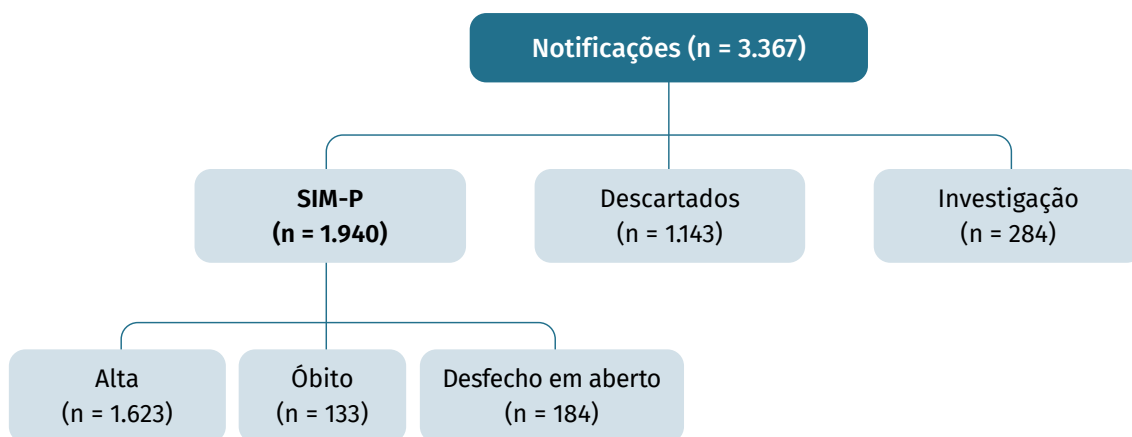 Notificações (n = 3.367)
SIM-P
(n = 1.940)
Descartados
(n = 1.143)
Investigação
(n = 284)
Alta
(n = 1.623)
Óbito
(n = 133)
Desfecho em aberto
(n = 184)